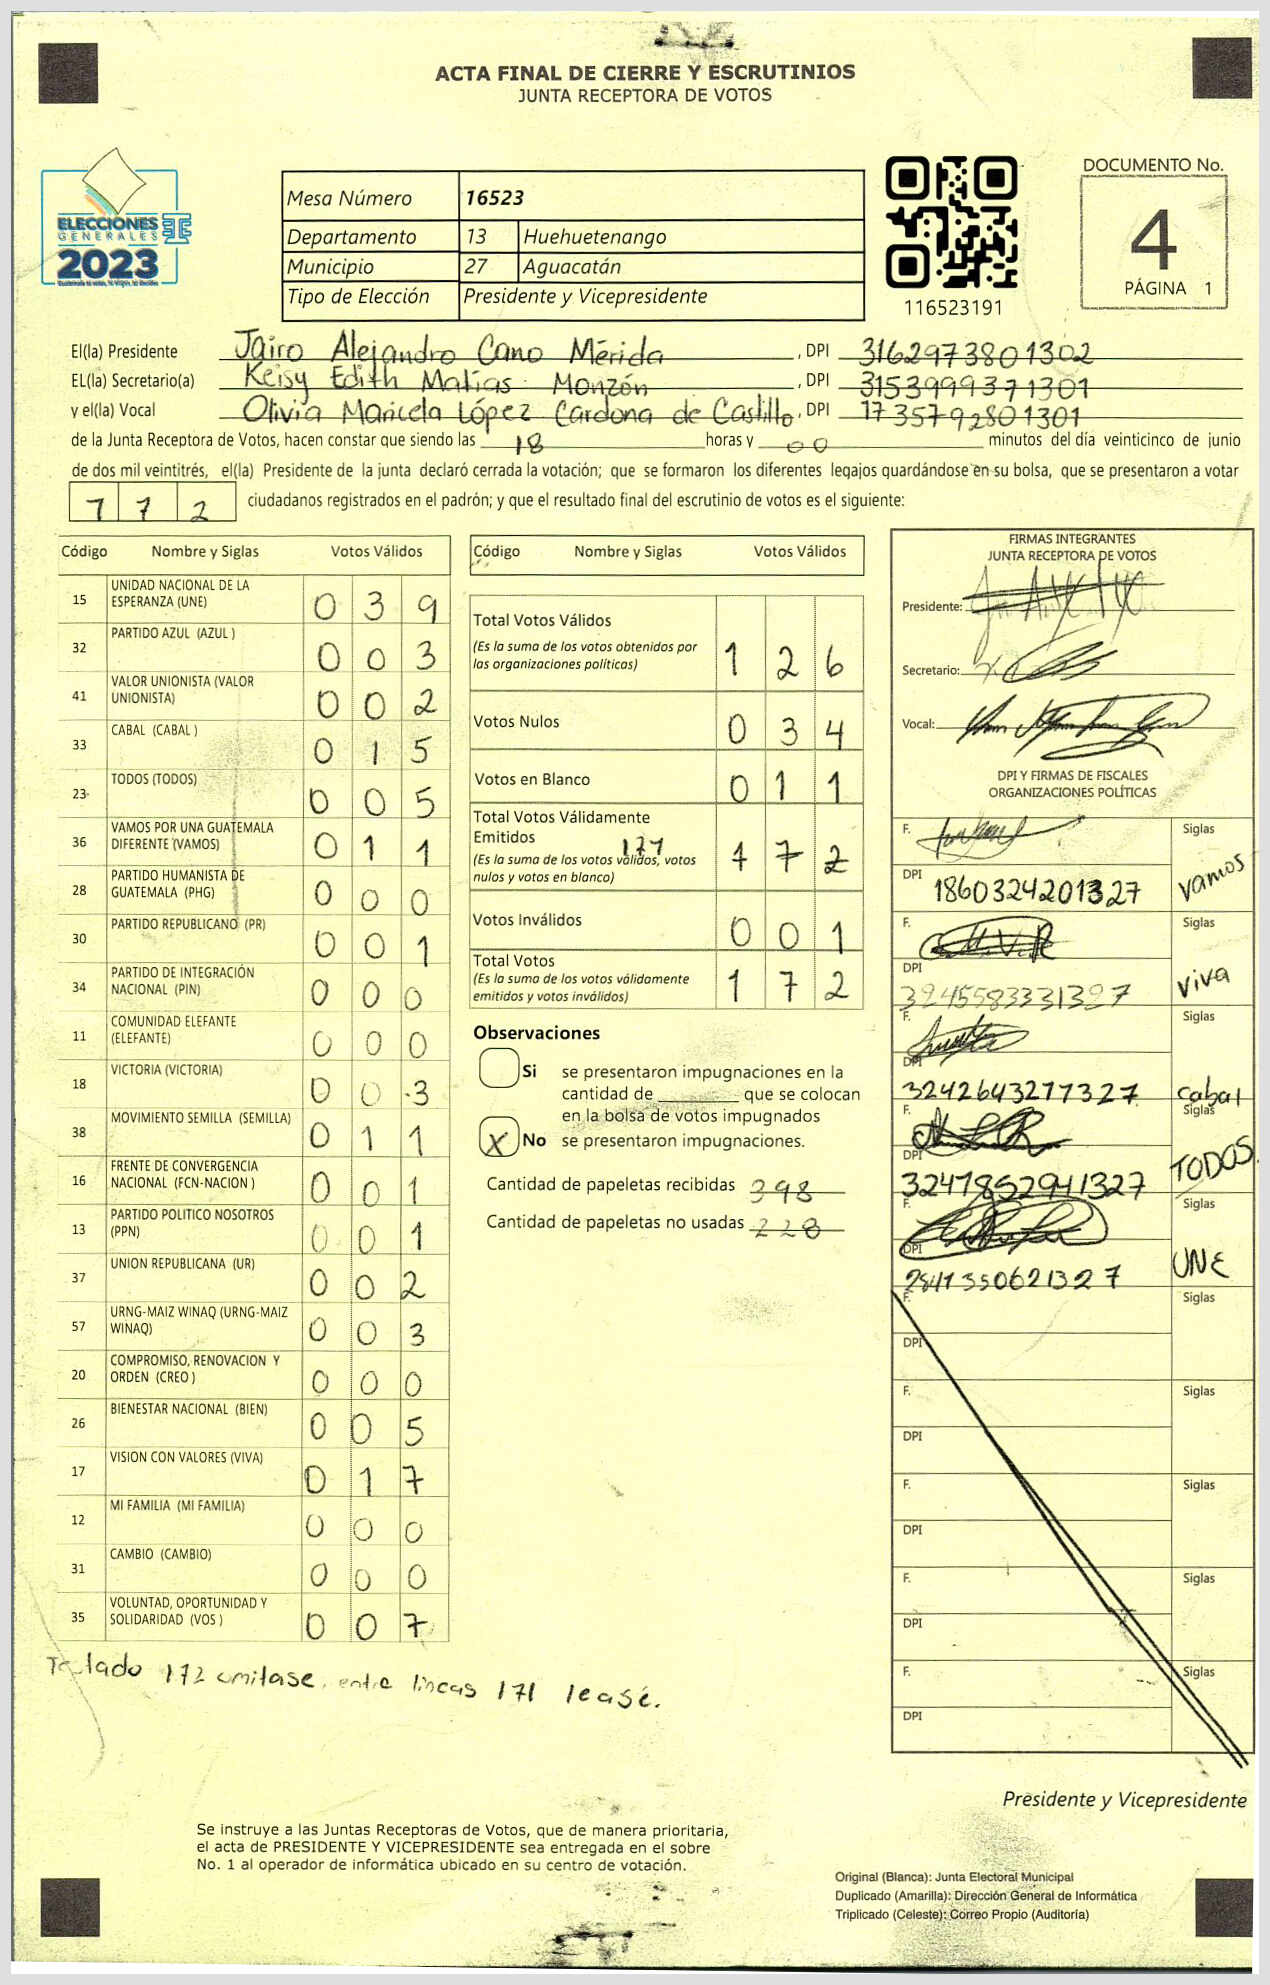 ACTA FINAL DE CIERRE Y ESCRUTINIOS
JUNTA RECEPTORA DE VOTOS
ELECCIONES
GENERALES
2023
Mesa Número 16523
Departamento 13 Huehuetenango
Municipio 27 Aguacatán
Tipo de Elección Presidente y Vicepresidente
116523191
DOCUMENTO No.
4
PÁGINA 1
El(la) Presidente Jairo Alejandro Cano Mérida, DPI 3162973801302
EL(la) Secretario(a) Keisy Edith Matías Monzón, DPI 3153999371301
y el(la) Vocal Olivia Maricela López Cardona de Castillo, DPI 1735792801301
de la Junta Receptora de Votos, hacen constar que siendo las 18 horas y 00 minutos del día veinticinco de junio
de dos mil veintitrés, el(la) Presidente de la junta declaró cerrada la votación; que se formaron los diferentes legajos guardándose en su bolsa, que se presentaron a votar
772 ciudadanos registrados en el padrón; y que el resultado final del escrutinio de votos es el siguiente:
Código Nombre y Siglas Votos Válidos
15 UNIDAD NACIONAL DE LA ESPERANZA (UNE) 0 3 9
32 PARTIDO AZUL (AZUL ) 0 0 3
41 VALOR UNIONISTA (VALOR UNIONISTA) 0 0 2
33 CABAL (CABAL ) 0 1 5
23 TODOS (TODOS) 0 0 5
36 VAMOS POR UNA GUATEMALA DIFERENTE (VAMOS) 0 1 1
28 PARTIDO HUMANISTA DE GUATEMALA (PHG) 0 0 0
30 PARTIDO REPUBLICANO (PR) 0 0 1
34 PARTIDO DE INTEGRACIÓN NACIONAL (PIN) 0 0 0
11 COMUNIDAD ELEFANTE (ELEFANTE) 0 0 0
18 VICTORIA (VICTORIA) 0 0 3
38 MOVIMIENTO SEMILLA (SEMILLA) 0 1 1
16 FRENTE DE CONVERGENCIA NACIONAL (FCN-NACION ) 0 0 1
13 PARTIDO POLITICO NOSOTROS (PPN) 0 0 1
37 UNION REPUBLICANA (UR) 0 0 2
57 URNG-MAIZ WINAQ (URNG-MAIZ WINAQ) 0 0 3
20 COMPROMISO, RENOVACION Y ORDEN (CREO ) 0 0 0
26 BIENESTAR NACIONAL (BIEN) 0 0 5
17 VISION CON VALORES (VIVA) 0 1 7
12 MI FAMILIA (MI FAMILIA) 0 0 0
31 CAMBIO (CAMBIO) 0 0 0
35 VOLUNTAD, OPORTUNIDAD Y SOLIDARIDAD (VOS ) 0 0 7
172 omitase, entre lineas 171 lease.
Código Nombre y Siglas Votos Válidos
Total Votos Válidos 1 2 6
(Es la suma de los votos obtenidos por
las organizaciones políticas)
Votos Nulos 0 3 4
Votos en Blanco 0 1 1
Total Votos Válidamente
Emitidos 1 7 2
(Es la suma de los votos válidos, votos
nulos y votos en blanco)
Votos Inválidos 0 0 1
Total Votos 1 7 2
(Es la suma de los votos válidamente
emitidos y votos inválidos)
Observaciones
Si se presentaron impugnaciones en la
cantidad de ________ que se colocan
en la bolsa de votos impugnados
X No se presentaron impugnaciones.
Cantidad de papeletas recibidas 398
Cantidad de papeletas no usadas
FIRMAS INTEGRANTES
JUNTA RECEPTORA DE VOTOS
Presidente:
Secretario:
Vocal:
DPI Y FIRMAS DE FISCALES
ORGANIZACIONES POLÍTICAS
F. Siglas
DPI 1860324201327 vamos
F. Siglas
DPI 3245583331327 viva
F. Siglas
DPI 3242643277327 cabal
F. Siglas
DPI 3247852941327 TODOS
F. Siglas
DPI 2841350621327 UNE
F. Siglas
DPI
F. Siglas
DPI
F. Siglas
DPI
F. Siglas
DPI
F. Siglas
DPI
Presidente y Vicepresidente
Se instruye a las Juntas Receptoras de Votos, que de manera prioritaria,
el acta de PRESIDENTE Y VICEPRESIDENTE sea entregada en el sobre
No. 1 al operador de informática ubicado en su centro de votación.
Original (Blanca): Junta Electoral Municipal
Duplicado (Amarilla): Dirección General de Informática
Triplicado (Celeste): Correo Propio (Auditoría)